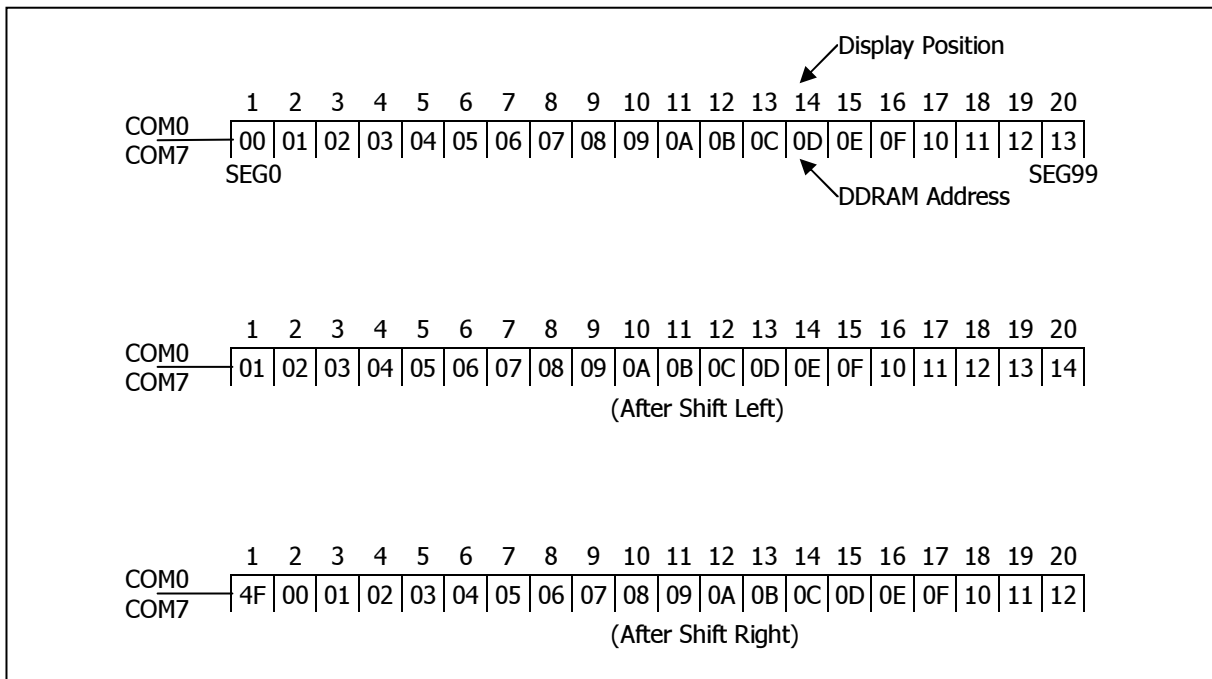 Display Position
1 2 3 4 5 6 7 8 9 10 11 12 13 14 15 16 17 18 19 20
COM0
COM7
00 01 02 03 04 05 06 07 08 09 0A 0B 0C 0D 0E 0F 10 11 12 13
SEG0 SEG99
DDRAM Address
1 2 3 4 5 6 7 8 9 10 11 12 13 14 15 16 17 18 19 20
COM0
COM7
01 02 03 04 05 06 07 08 09 0A 0B 0C 0D 0E 0F 10 11 12 13 14
(After Shift Left)
1 2 3 4 5 6 7 8 9 10 11 12 13 14 15 16 17 18 19 20
COM0
COM7
4F 00 01 02 03 04 05 06 07 08 09 0A 0B 0C 0D 0E 0F 10 11 12
(After Shift Right)